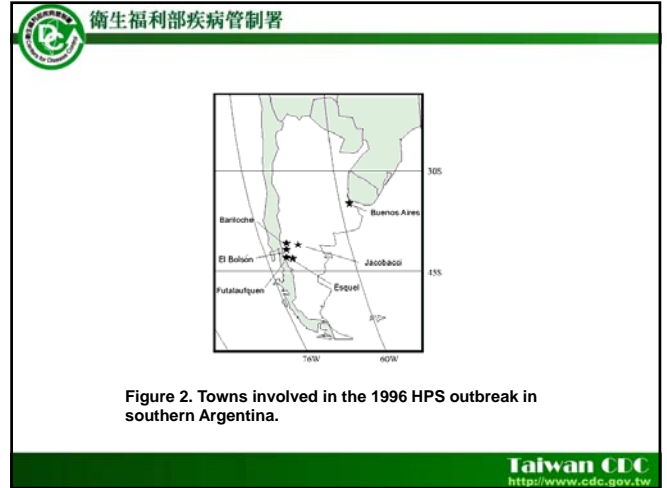 衛生福利部疾病管制署
30S
Buenos Aires
Bariloche
El Bolsón
Jacobacci
45S
Futalaufquen
Esquel
76W
60W
Figure 2. Towns involved in the 1996 HPS outbreak in
southern Argentina.
Taiwan CDC
http://www.cdc.gov.tw